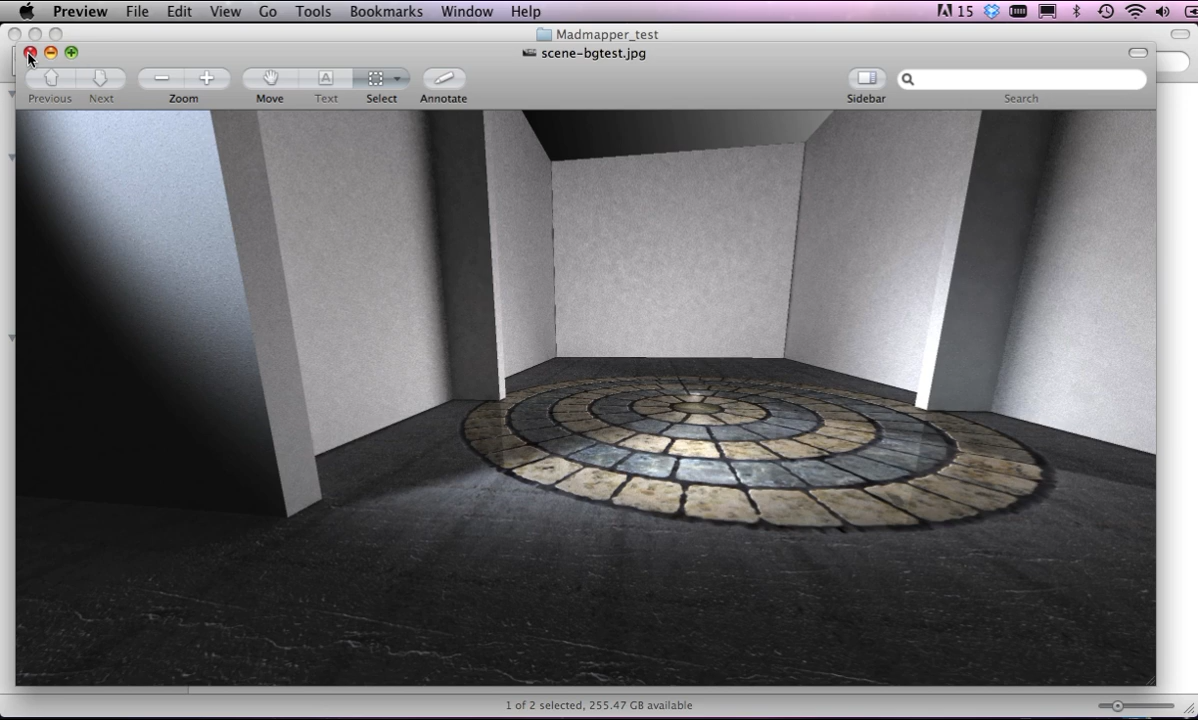 Preview File Edit View Go Tools Bookmarks Window Help 15
Madmapper_test
scene-bgtest.jpg
Previous Next Zoom Move Text Select Annotate Sidebar Search
1 of 2 selected, 255.47 GB available